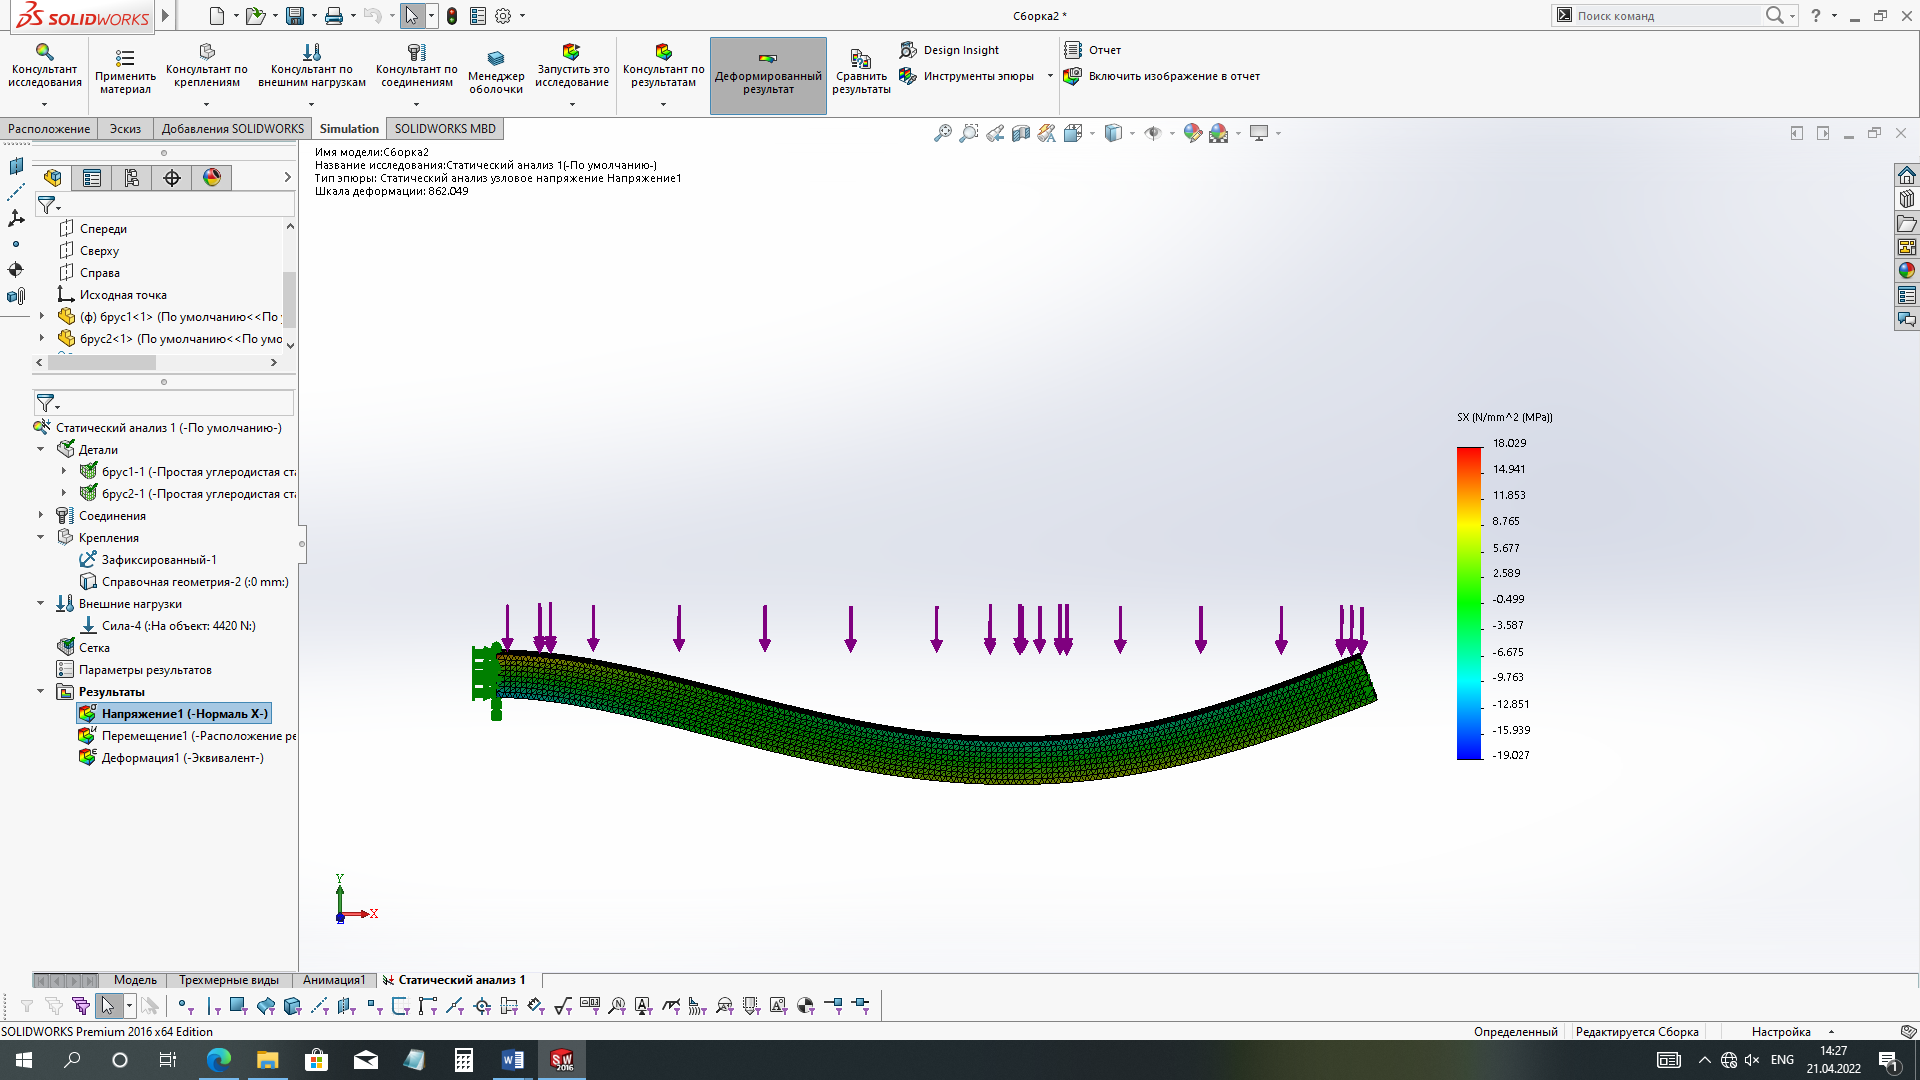 SOLIDWORKS
Сборка2 *
Поиск команд
Консультант исследования
Применить материал
Консультант по креплениям
Консультант по внешним нагрузкам
Консультант по соединениям
Менеджер оболочки
Запустить это исследование
Консультант по результатам
Деформированный результат
Сравнить результаты
Design Insight
Инструменты эпюры
Отчет
Включить изображение в отчет
Расположение
Эскиз
Добавления SOLIDWORKS
Simulation
SOLIDWORKS MBD
Имя модели:Сборка2
Название исследования:Статический анализ 1(-По умолчанию-)
Тип эпюры: Статический анализ узловое напряжение Напряжение1
Шкала деформации: 862.049
Спереди
Сверху
Справа
Исходная точка
(ф) брус1<1> (По умолчанию<<По
брус2<1> (По умолчанию<<По умо
Статический анализ 1 (-По умолчанию-)
Детали
брус1-1 (-Простая углеродистая ста
брус2-1 (-Простая углеродистая ста
Соединения
Крепления
Зафиксированный-1
Справочная геометрия-2 (:0 mm:)
Внешние нагрузки
Сила-4 (:На объект: 4420 N:)
Сетка
Параметры результатов
Результаты
Напряжение1 (-Нормаль X-)
Перемещение1 (-Расположение ре
Деформация1 (-Эквивалент-)
SX (N/mm^2 (MPa))
18.029
14.941
11.853
8.765
5.677
2.589
-0.499
-3.587
-6.675
-9.763
-12.851
-15.939
-19.027
Y
X
Z
Модель
Трехмерные виды
Анимация1
Статический анализ 1
SOLIDWORKS Premium 2016 x64 Edition
Определенный
Редактируется Сборка
Настройка
ENG
14:27
21.04.2022
1